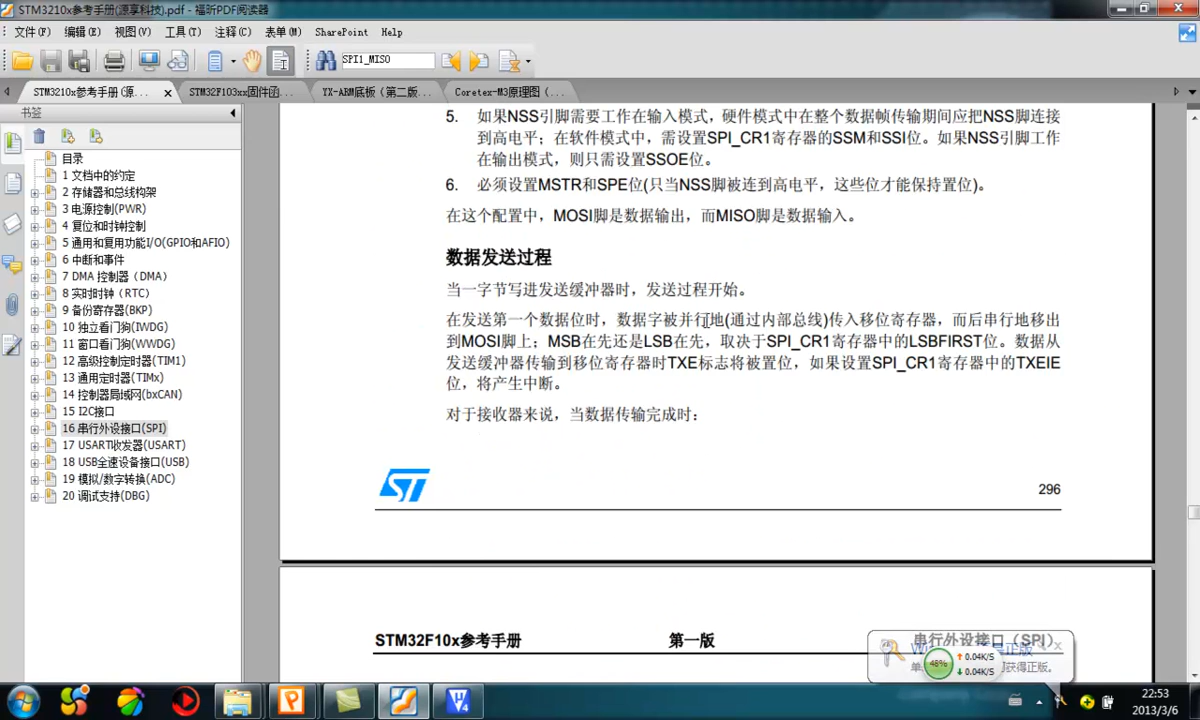 STM3210x参考手册(源享科技).pdf - 福昕PDF阅读器
文件(F) 编辑(E) 视图(V) 工具(T) 注释(C) 表单(M) SharePoint Help
SPI1_MISO
STM3210x参考手册(源... STM32F103xx固件函... YX-ARM底板（第二版... Coretex-M3原理图（...
书签
目录
1 文档中的约定
2 存储器和总线构架
3 电源控制(PWR)
4 复位和时钟控制
5 通用和复用功能I/O(GPIO和AFIO)
6 中断和事件
7 DMA 控制器（DMA）
8 实时时钟（RTC）
9 备份寄存器(BKP)
10 独立看门狗(IWDG)
11 窗口看门狗(WWDG)
12 高级控制定时器(TIM1)
13 通用定时器(TIMx)
14 控制器局域网(bxCAN)
15 I2C接口
16 串行外设接口(SPI)
17 USART收发器(USART)
18 USB全速设备接口(USB)
19 模拟/数字转换(ADC)
20 调试支持(DBG)
5. 如果NSS引脚需要工作在输入模式，硬件模式中在整个数据帧传输期间应把NSS脚连接
到高电平；在软件模式中，需设置SPI_CR1寄存器的SSM和SSI位。如果NSS引脚工作
在输出模式，则只需设置SSOE位。
6. 必须设置MSTR和SPE位(只当NSS脚被连到高电平，这些位才能保持置位)。
在这个配置中，MOSI脚是数据输出，而MISO脚是数据输入。
数据发送过程
当一字节写进发送缓冲器时，发送过程开始。
在发送第一个数据位时，数据字被并行地(通过内部总线)传入移位寄存器，而后串行地移出
到MOSI脚上；MSB在先还是LSB在先，取决于SPI_CR1寄存器中的LSBFIRST位。数据从
发送缓冲器传输到移位寄存器时TXE标志将被置位，如果设置SPI_CR1寄存器中的TXEIE
位，将产生中断。
对于接收器来说，当数据传输完成时：
ST
296
STM32F10x参考手册 第一版 串行外设接口（SPI）
48%
0.04K/S
0.04K/S
获得正版。
22:53
2013/3/6